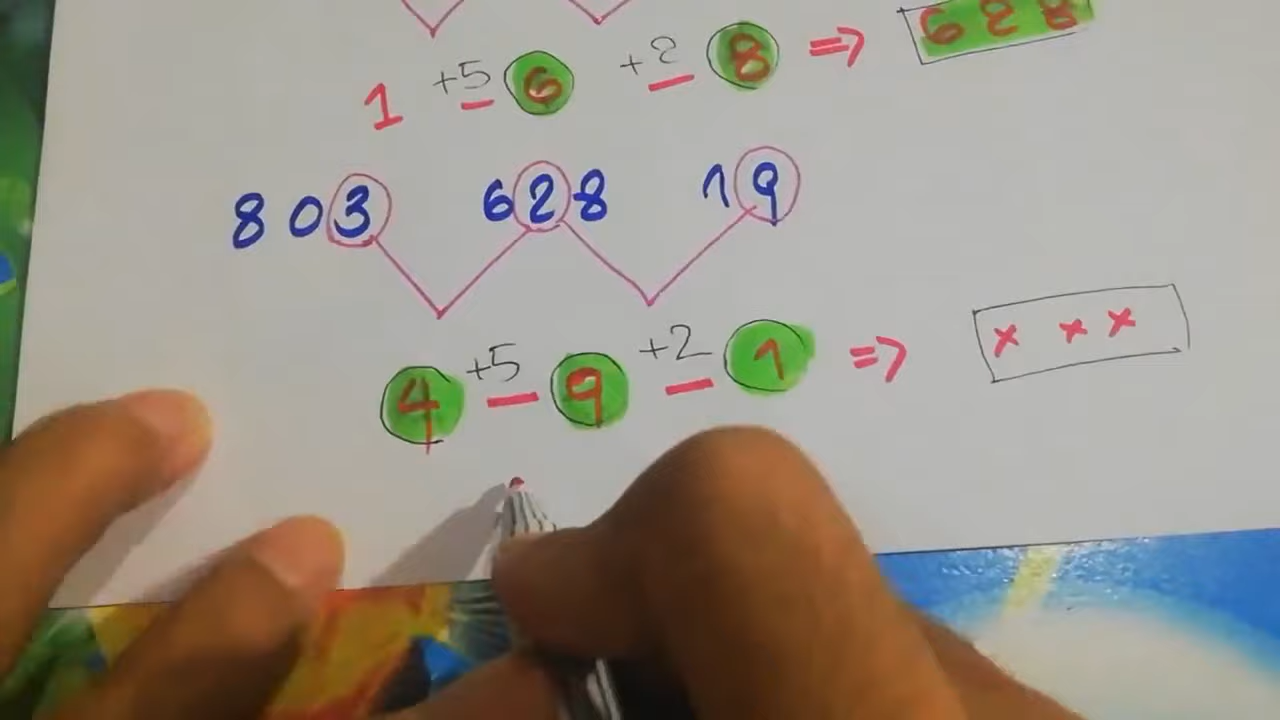 1 +5 – 6 +2 – 8 ⇒ 628
803 628 19
4 +5 – 9 +2 – 1 ⇒ x x x